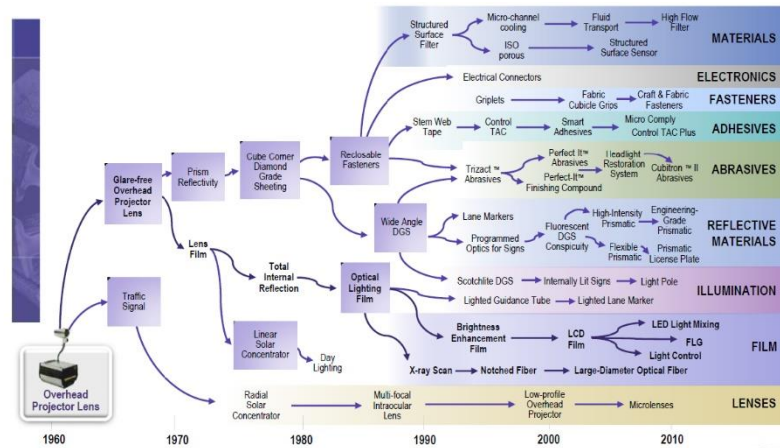 Structured
Surface
Filter
Micro-channel
cooling
Fluid
Transport
High Flow
Filter
MATERIALS
ISO
porous
Structured
Surface Sensor
Electrical Connectors
ELECTRONICS
Griplets
Fabric
Cubicle Grips
Craft & Fabric
Fasteners
FASTENERS
Stem Web
Tape
Control
TAC
Smart
Adhesives
Micro Comply
Control TAC Plus
ADHESIVES
Glare-free
Overhead
Projector
Lens
Prism
Reflectivity
Cube Corner
Diamond
Grade
Sheeting
Reclosable
Fasteners
Trizact™
Abrasives
Perfect It™
Abrasives
Perfect-It™
Finishing Compound
Headlight
Restoration
System
Cubitron™ II
Abrasives
ABRASIVES
Wide Angle
DGS
Lane Markers
Programmed
Optics for Signs
Fluorescent
DGS
Conspicuity
High-Intensity
Prismatic
Engineering-
Grade
Prismatic
Flexible
Prismatic
Prismatic
License Plate
REFLECTIVE
MATERIALS
Lens
Film
Total
Internal
Reflection
Optical
Lighting
Film
Scotchlite DGS
Internally Lit Signs
Light Pole
Lighted Guidance Tube
Lighted Lane Marker
ILLUMINATION
Traffic
Signal
Linear
Solar
Concentrator
Day
Lighting
Brightness
Enhancement
Film
LCD
Film
LED Light Mixing
FLG
Light Control
FILM
X-ray Scan
Notched Fiber
Large-Diameter Optical Fiber
Overhead
Projector Lens
Radial
Solar
Concentrator
Multi-focal
Intraocular
Lens
Low-profile
Overhead
Projector
Microlenses
LENSES
1960
1970
1980
1990
2000
2010